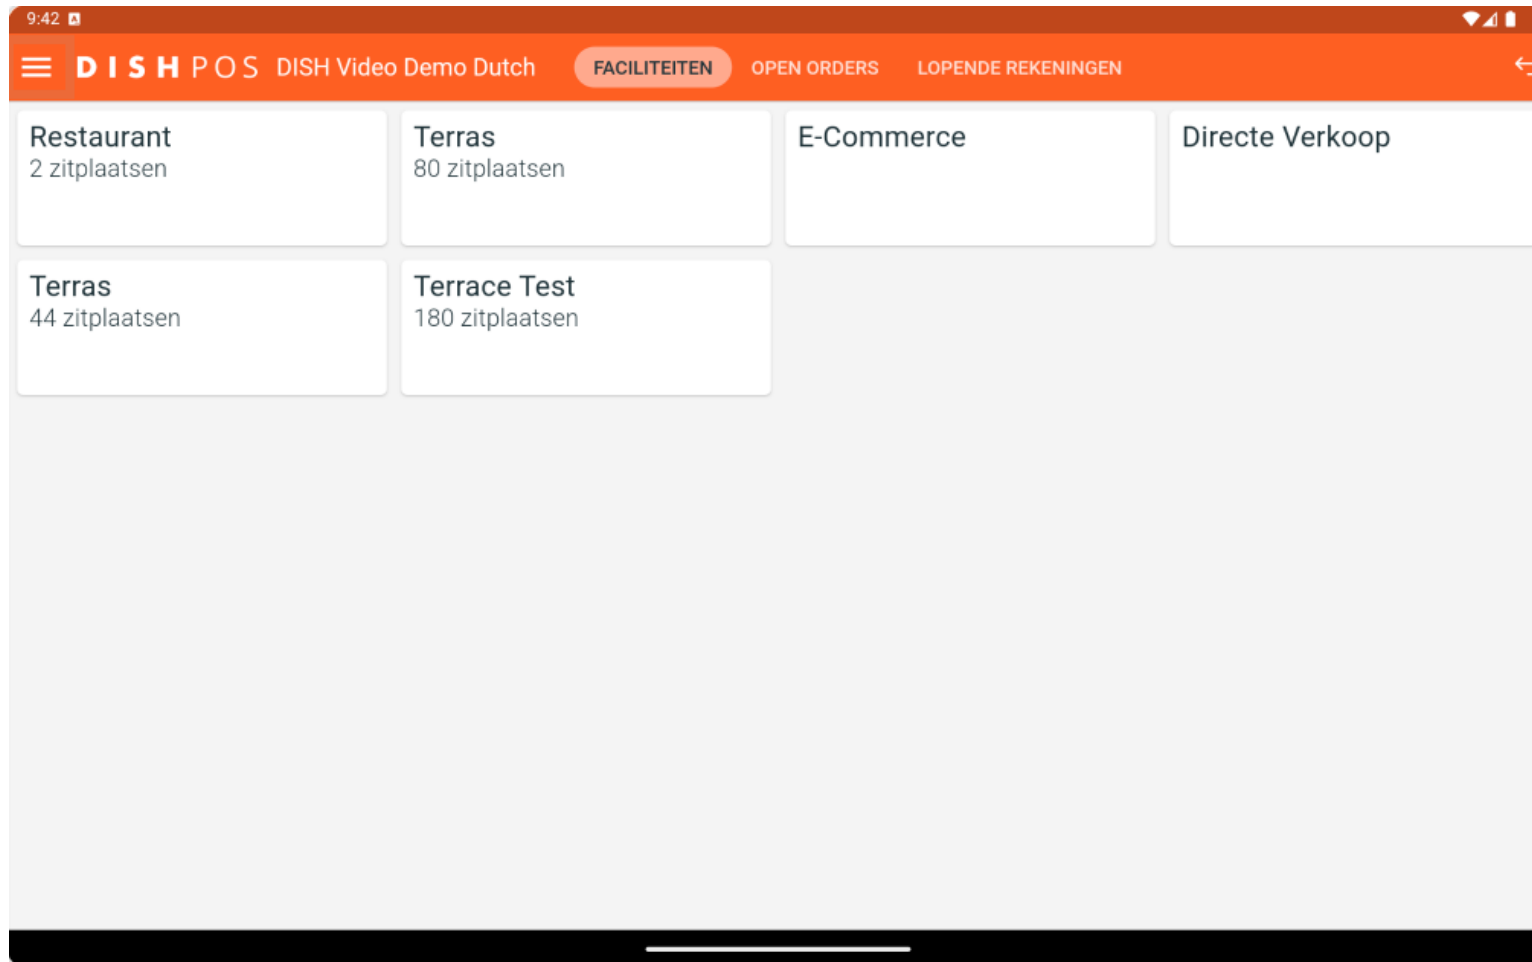 9:42
DISH POS DISH Video Demo Dutch FACILITEITEN OPEN ORDERS LOPENDE REKENINGEN
Restaurant
2 zitplaatsen
Terras
80 zitplaatsen
E-Commerce
Directe Verkoop
Terras
44 zitplaatsen
Terrace Test
180 zitplaatsen